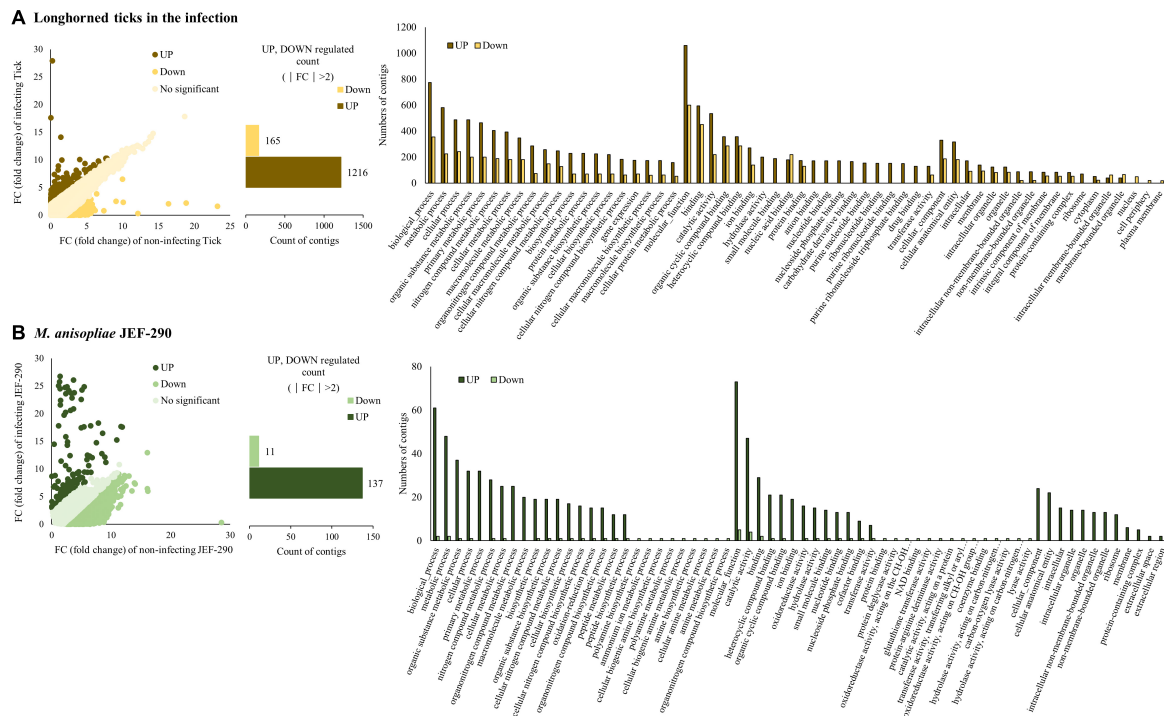 A Longhorned ticks in the infection
FC (fold change) of infecting Tick
30
25
20
15
10
5
0
0 5 10 15 20 25
FC (fold change) of non-infecting Tick
UP
Down
No significant
UP, DOWN regulated
count
(│FC│>2)
Down
UP
165
1216
0 500 1000 1500
Count of contigs
Numbers of contigs
1200
1000
800
600
400
200
0
UP Down
biological_process
metabolic process
cellular process
organic substance metabolic process
primary metabolic process
nitrogen compound metabolic process
cellular metabolic process
macromolecule metabolic process
organonitrogen compound metabolic process
cellular macromolecule metabolic process
cellular nitrogen compound metabolic process
biosynthetic process
protein metabolic process
organic substance biosynthetic process
cellular biosynthetic process
gene expression
cellular nitrogen compound biosynthetic process
macromolecule biosynthetic process
cellular macromolecule biosynthetic process
cellular protein metabolic process
molecular_function
binding
catalytic activity
organic cyclic compound binding
heterocyclic compound binding
ion binding
hydrolase activity
small molecule binding
nucleic acid binding
protein binding
anion binding
nucleotide binding
nucleoside phosphate binding
carbohydrate derivative binding
purine nucleotide binding
ribonucleotide binding
purine ribonucleotide binding
purine ribonucleoside triphosphate binding
drug binding
transferase activity
cellular_component
cellular anatomical entity
intracellular
membrane
intracellular organelle
organelle
intracellular non-membrane-bounded organelle
non-membrane-bounded organelle
intrinsic component of membrane
integral component of membrane
protein-containing complex
ribosome
cytoplasm
intracellular membrane-bounded organelle
membrane-bounded organelle
nucleus
cell periphery
plasma membrane
B M. anisopliae JEF-290
FC (fold change) of infecting JEF-290
30
25
20
15
10
5
0
0 10 20 30
FC (fold change) of non-infecting JEF-290
UP
Down
No significant
UP, DOWN regulated
count
(│FC│>2)
Down
UP
11
137
0 50 100 150
Count of contigs
Numbers of contigs
80
60
40
20
0
UP Down
biological_process
metabolic process
organic substance metabolic process
cellular process
primary metabolic process
nitrogen compound metabolic process
cellular metabolic process
organonitrogen compound metabolic process
macromolecule metabolic process
biosynthetic process
organic substance biosynthetic process
cellular nitrogen compound metabolic process
cellular biosynthetic process
cellular nitrogen compound biosynthetic process
oxidation-reduction process
organonitrogen compound biosynthetic process
peptide metabolic process
peptide biosynthetic process
polyamine biosynthetic process
amine biosynthetic process
ammonium ion metabolic process
cellular biogenic amine biosynthetic process
polyamine metabolic process
amine biosynthetic process
cellular biogenic amine metabolic process
cellular amine metabolic process
amine metabolic process
organonitrogen compound biosynthetic process
molecular_function
catalytic activity
binding
heterocyclic compound binding
organic cyclic compound binding
ion binding
oxidoreductase activity
hydrolase activity
small molecule binding
nucleotide binding
nucleoside phosphate binding
cofactor binding
transferase activity
protein binding
protein deglycase activity
oxidoreductase activity, acting on the CH-OH...
NAD binding
glutathione transferase activity
protein-arginine deiminase activity
catalytic activity, acting on a protein
transferase activity, transferring alkyl or aryl...
oxidoreductase activity, acting on CH-OH group...
coenzyme binding
hydrolase activity, acting on carbon-nitrogen...
carbon-oxygen lyase activity
hydrolase activity, acting on carbon-nitrogen...
lyase activity
cellular_component
cellular anatomical entity
intracellular
intracellular organelle
organelle
intracellular non-membrane-bounded organelle
non-membrane-bounded organelle
ribosome
membrane
protein-containing complex
extracellular space
extracellular region